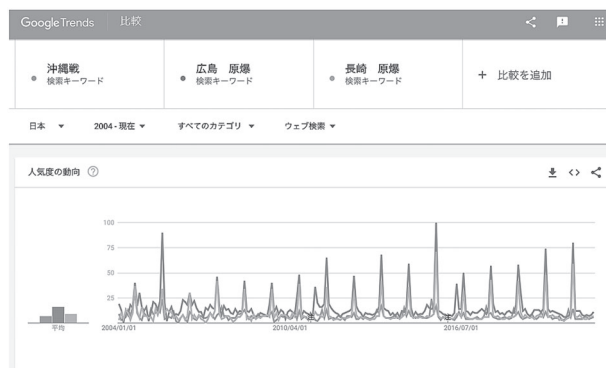 Google Trends 比較
沖縄戦
検索キーワード
広島 原爆
検索キーワード
長崎 原爆
検索キーワード
+ 比較を追加
日本 ▼ 2004 - 現在 ▼ すべてのカテゴリ ▼ ウェブ検索 ▼
人気度の動向 ?
100
75
50
25
平均
2004/01/01 2010/04/01 2016/07/01
注 注